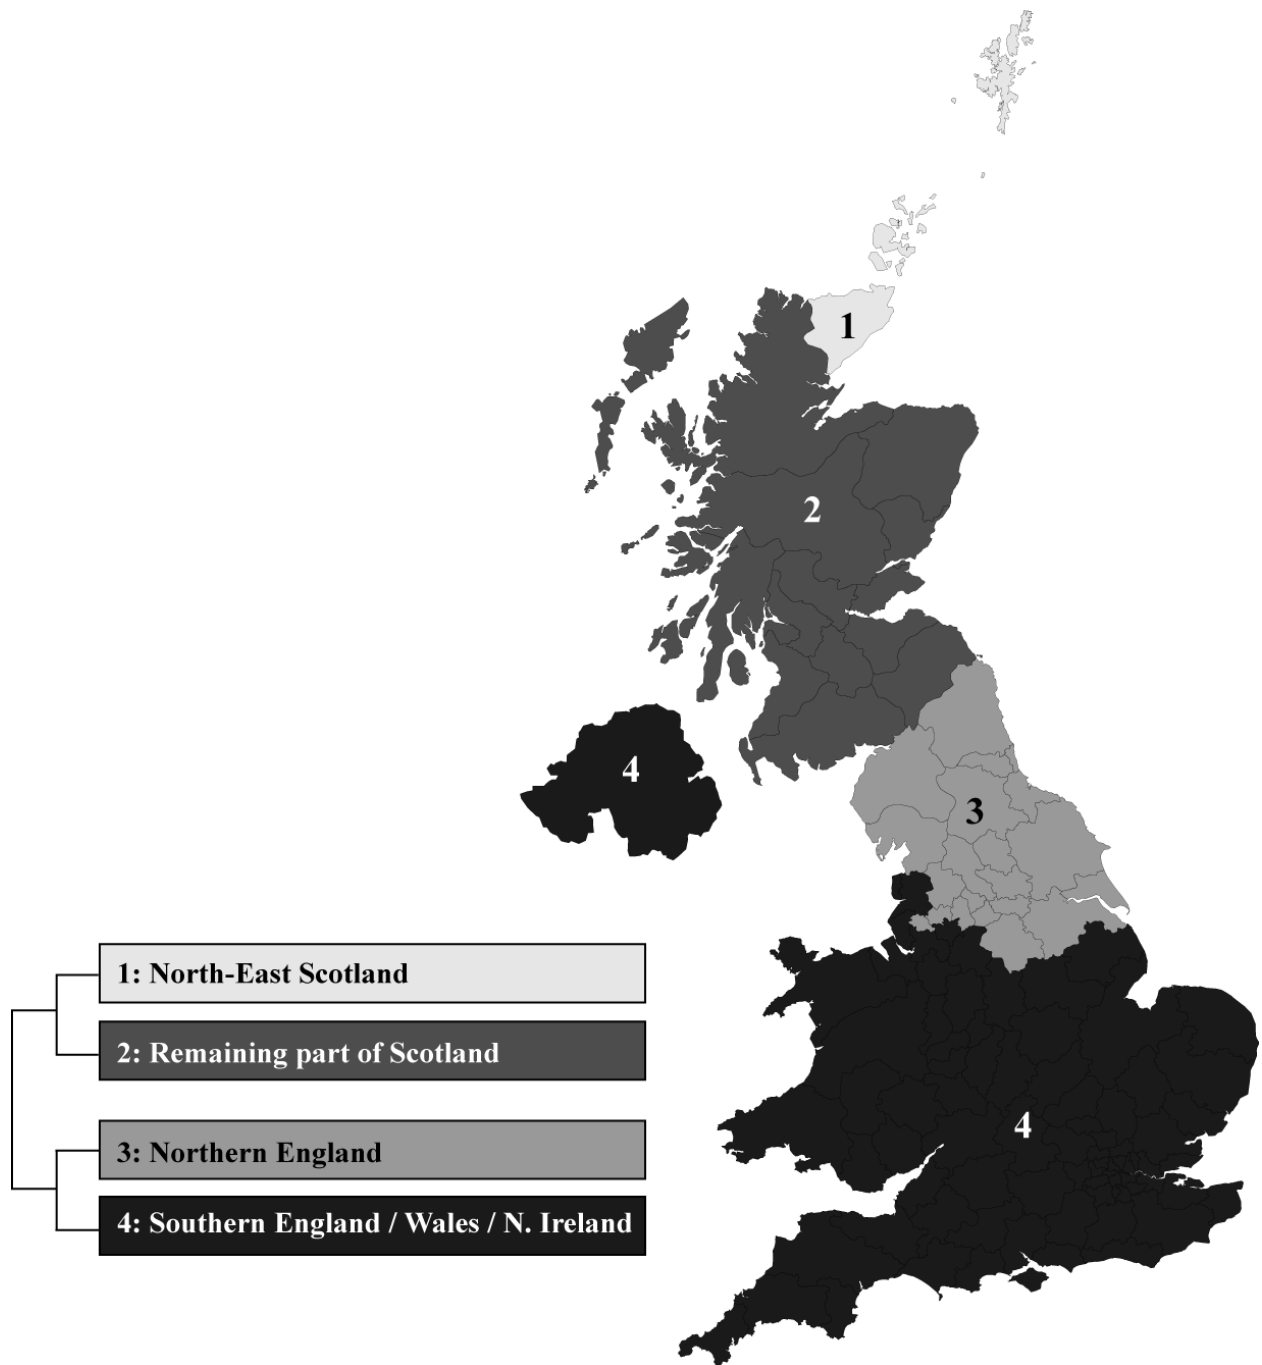 1
2
4
3
1: North-East Scotland
2: Remaining part of Scotland
4
3: Northern England
4: Southern England / Wales / N. Ireland